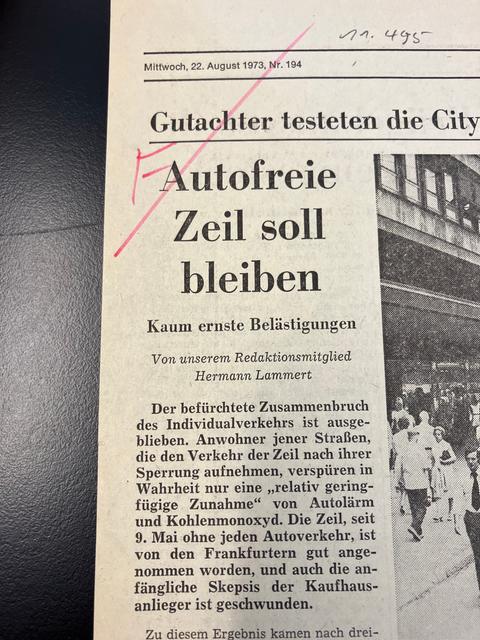 11. 495
Mittwoch, 22. August 1973, Nr. 194
Gutachter testeten die City
F
Autofreie
Zeil soll
bleiben
Kaum ernste Belästigungen
Von unserem Redaktionsmitglied
Hermann Lammert
Der befürchtete Zusammenbruch
des Individualverkehrs ist ausge-
blieben. Anwohner jener Straßen,
die den Verkehr der Zeil nach ihrer
Sperrung aufnehmen, verspüren in
Wahrheit nur eine „relativ gering-
fügige Zunahme“ von Autolärm
und Kohlenmonoxyd. Die Zeil, seit
9. Mai ohne jeden Autoverkehr, ist
von den Frankfurtern gut ange-
nommen worden, und auch die an-
fängliche Skepsis der Kaufhaus-
anlieger ist geschwunden.
Zu diesem Ergebnis kamen nach drei-